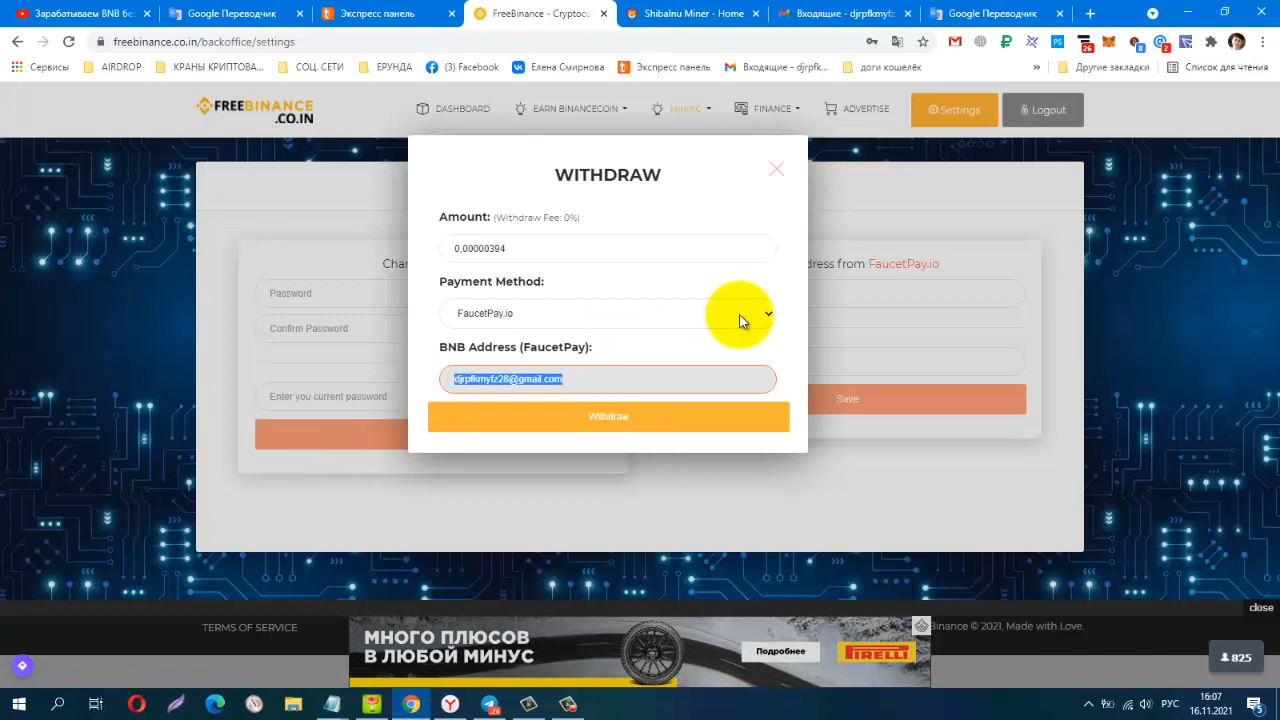 Зарабатываем BNB бе
Google Переводчик
Экспресс панель
FreeBinance - Cryptocu
ShibaInu Miner - Home
Входящие - djrpfkmyfz
Google Переводчик
freebinance.co.in/backoffice/settings
26
8
2
Сервисы
AIRDROP
КРАНЫ КРИПТОВА...
СОЦ. СЕТИ
ЕРУНДА
(3) Facebook
Елена Смирнова
Экспресс панель
Входящие - djrpfk...
доги кошелёк
»
Другие закладки
Список для чтения
FREEBINANCE
.CO.IN
DASHBOARD
EARN BINANCECOIN
MINING
FINANCE
ADVERTISE
Settings
Logout
WITHDRAW
Amount: (Withdraw Fee: 0%)
0,00000394
Payment Method:
FaucetPay.io
BNB Address (FaucetPay):
djrpfkmyfz28@gmail.com
Withdraw
Password
Confirm Password
Enter you current password
from FaucetPay.io
Save
close
TERMS OF SERVICE
МНОГО ПЛЮСОВ
В ЛЮБОЙ МИНУС
Подробнее
PIRELLI
Binance © 2021, Made with Love.
825
РУС
16:07
16.11.2021